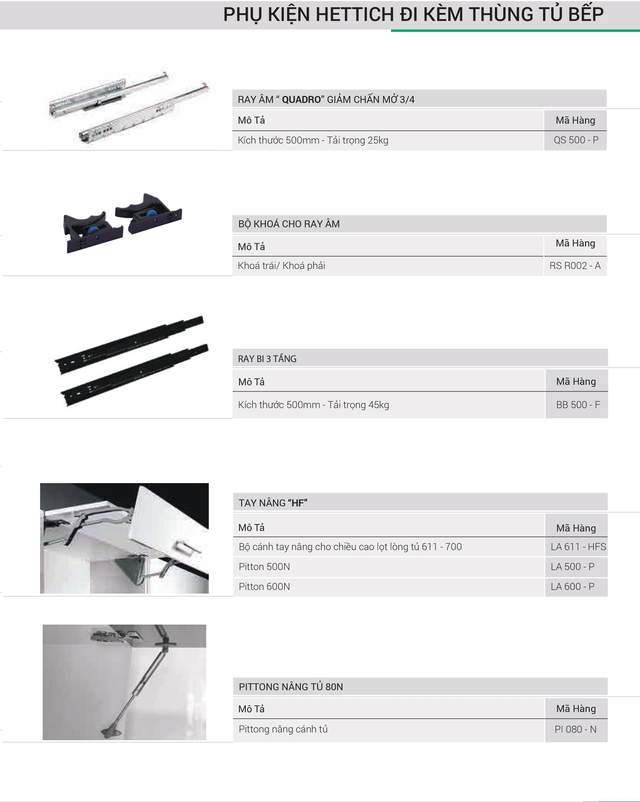 PHỤ KIỆN HETTICH ĐI KÈM THÙNG TỦ BẾP
RAY ÂM “ QUADRO” GIẢM CHẤN MỞ 3/4
Mô Tả Mã Hàng
Kích thước 500mm - Tải trọng 25kg QS 500 - P
BỘ KHOÁ CHO RAY ÂM
Mô Tả Mã Hàng
Khoá trái/ Khoá phải RS R002 - A
RAY BI 3 TẦNG
Mô Tả Mã Hàng
Kích thước 500mm - Tải trọng 45kg BB 500 - F
TAY NÂNG “HF”
Mô Tả Mã Hàng
Bộ cánh tay nâng cho chiều cao lọt lòng tủ 611 - 700 LA 611 - HFS
Pitton 500N LA 500 - P
Pitton 600N LA 600 - P
PITTONG NÂNG TỦ 80N
Mô Tả Mã Hàng
Pittong nâng cánh tủ PI 080 - N